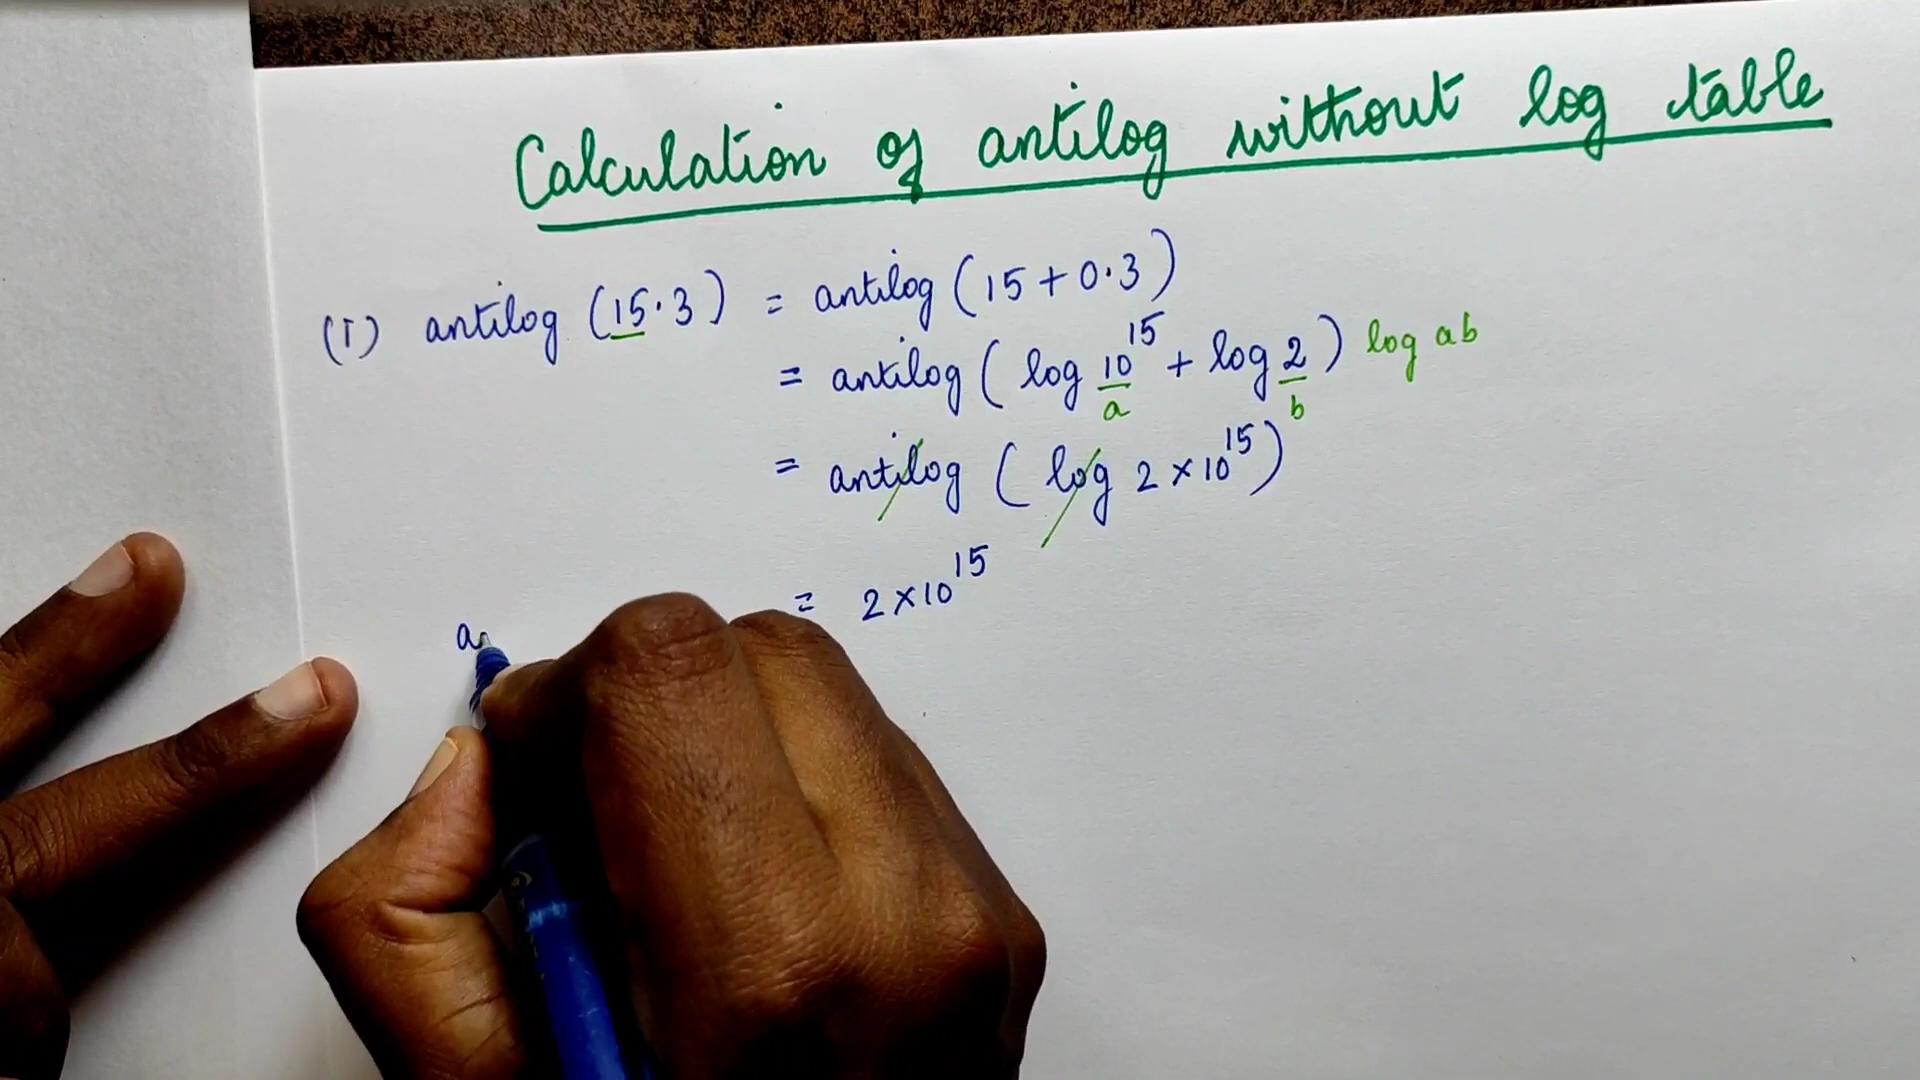 Calculation of antilog without log table
(I) antilog (15.3) = antilog (15 + 0.3)
= antilog ( log 10^15 + log 2 ) log ab
a b
= antilog ( log 2 × 10^15 )
= 2 × 10^15
an